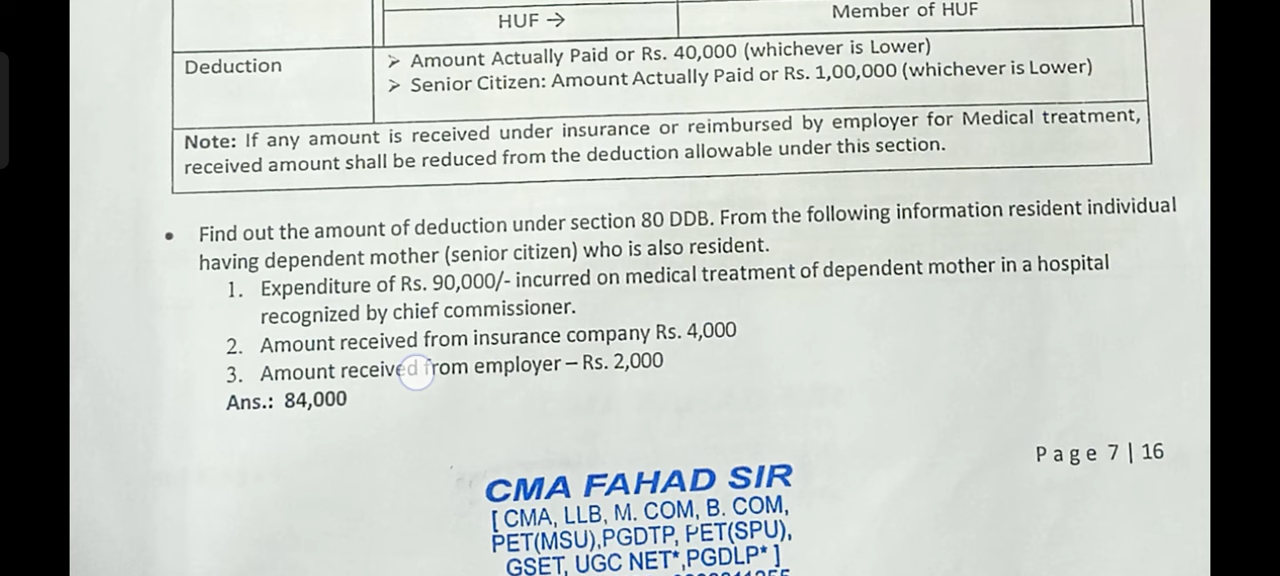 HUF → Member of HUF
Deduction
➢ Amount Actually Paid or Rs. 40,000 (whichever is Lower)
➢ Senior Citizen: Amount Actually Paid or Rs. 1,00,000 (whichever is Lower)
Note: If any amount is received under insurance or reimbursed by employer for Medical treatment,
received amount shall be reduced from the deduction allowable under this section.
• Find out the amount of deduction under section 80 DDB. From the following information resident individual
having dependent mother (senior citizen) who is also resident.
1. Expenditure of Rs. 90,000/- incurred on medical treatment of dependent mother in a hospital
recognized by chief commissioner.
2. Amount received from insurance company Rs. 4,000
3. Amount received from employer – Rs. 2,000
Ans.: 84,000
Page 7 | 16
CMA FAHAD SIR
[ CMA, LLB, M. COM, B. COM,
PET(MSU),PGDTP, PET(SPU),
GSET, UGC NET*,PGDLP* ]